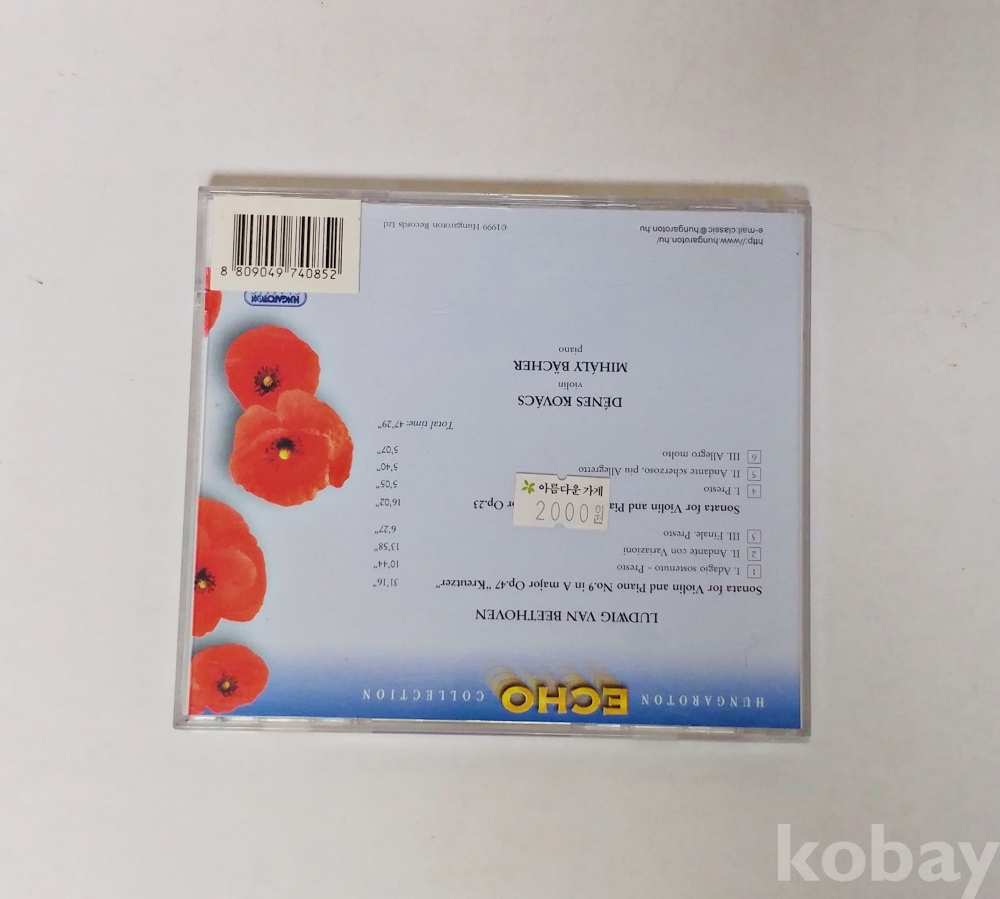 HUNGAROTON ECHO COLLECTION
LUDWIG VAN BEETHOVEN
Sonata for Violin and Piano No.9 in A major Op.47 "Kreutzer" 31'16"
1 I. Adagio sostenuto - Presto 10'44"
2 II. Andante con Variazioni 13'58"
3 III. Finale. Presto 6'27"
Sonata for Violin and Op.23 16'02"
4 I. Presto 5'05"
5 II. Andante scherzoso, più Allegretto 5'40"
6 III. Allegro molto 5'07"
Total time: 47'29"
DÉNES KOVÁCS
violin
MIHÁLY BÄCHER
piano
http://www.hungaroton.hu/
e-mail:classic@hungaroton.hu
©1999 Hungaroton Records Ltd
HUNGAROTON
8 809049 740852
아름다운가게
2000원
kobay